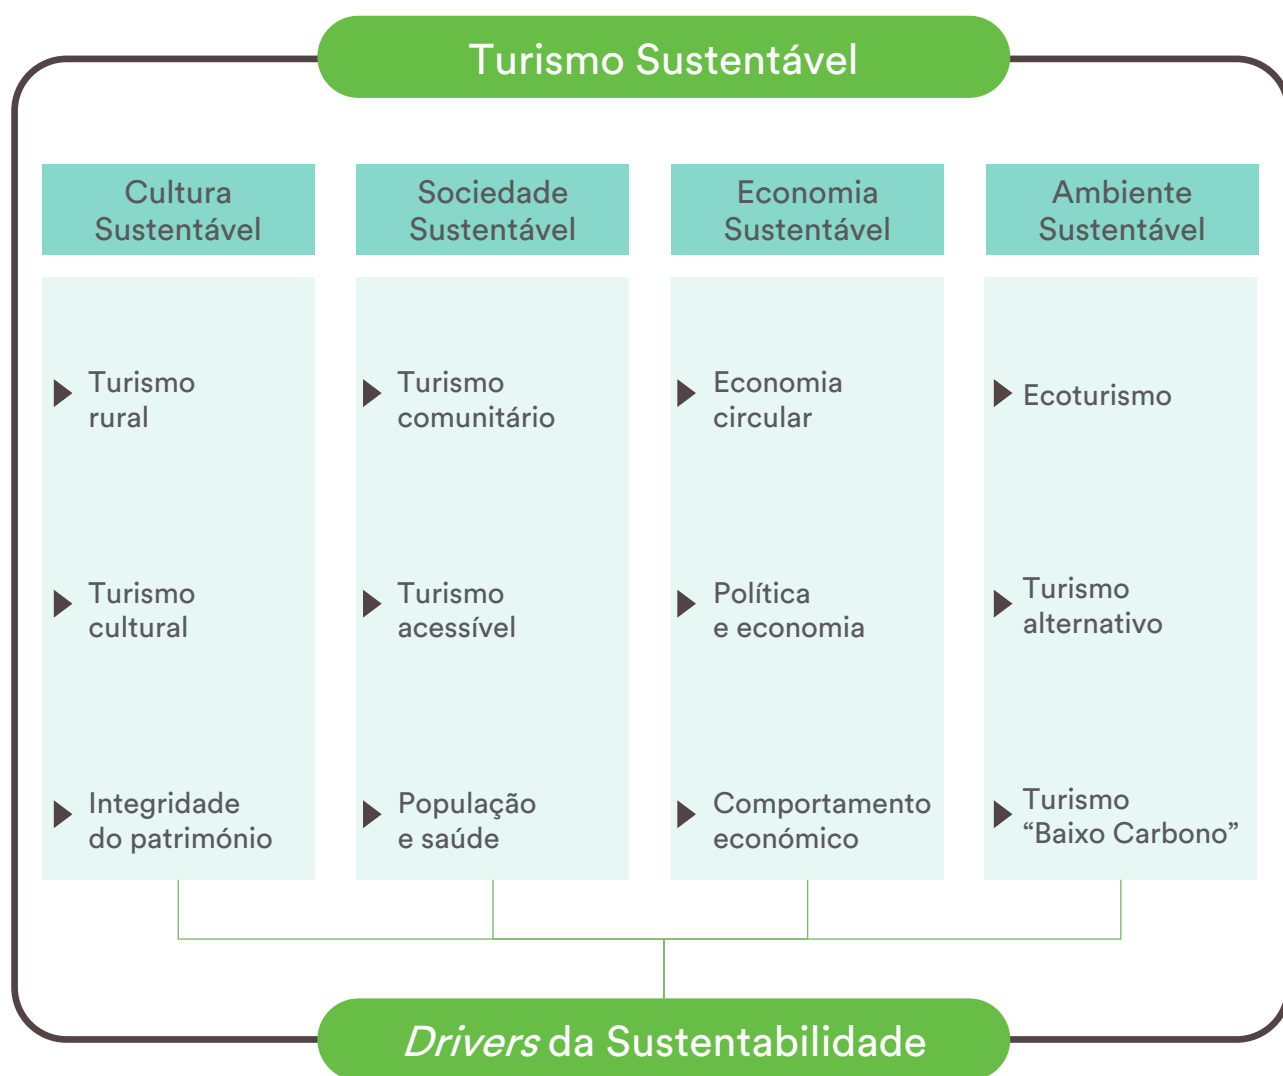 Turismo Sustentável
Cultura
Sustentável
Turismo
rural
Turismo
cultural
Integridade
do património
Sociedade
Sustentável
Turismo
comunitário
Turismo
acessível
População
e saúde
Economia
Sustentável
Economia
circular
Política
e economia
Comportamento
económico
Ambiente
Sustentável
Ecoturismo
Turismo
alternativo
Turismo
“Baixo Carbono”
Drivers da Sustentabilidade